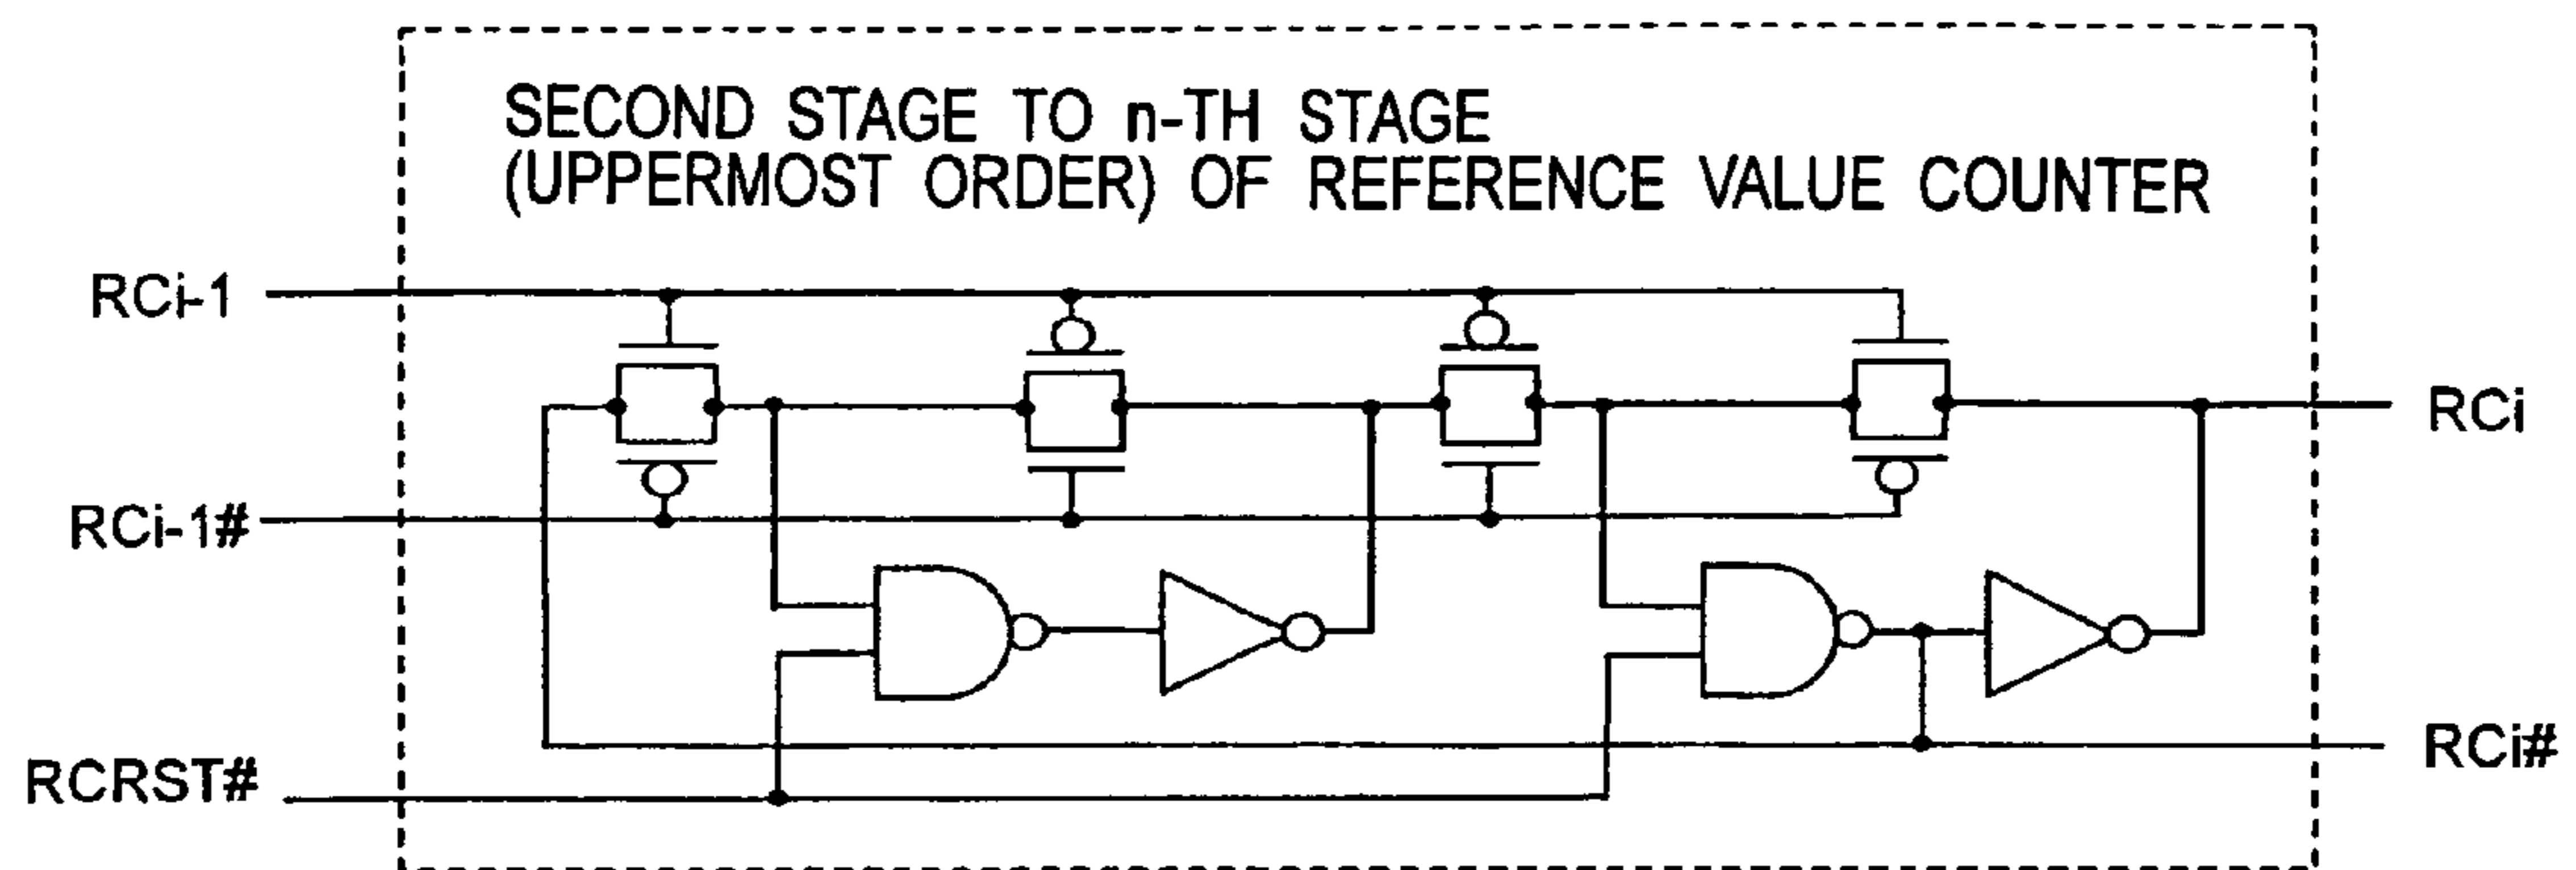 SECOND STAGE TO n-TH STAGE
(UPPERMOST ORDER) OF REFERENCE VALUE COUNTER
RCi-1
RCi
RCi-1#
RCi#
RCRST#